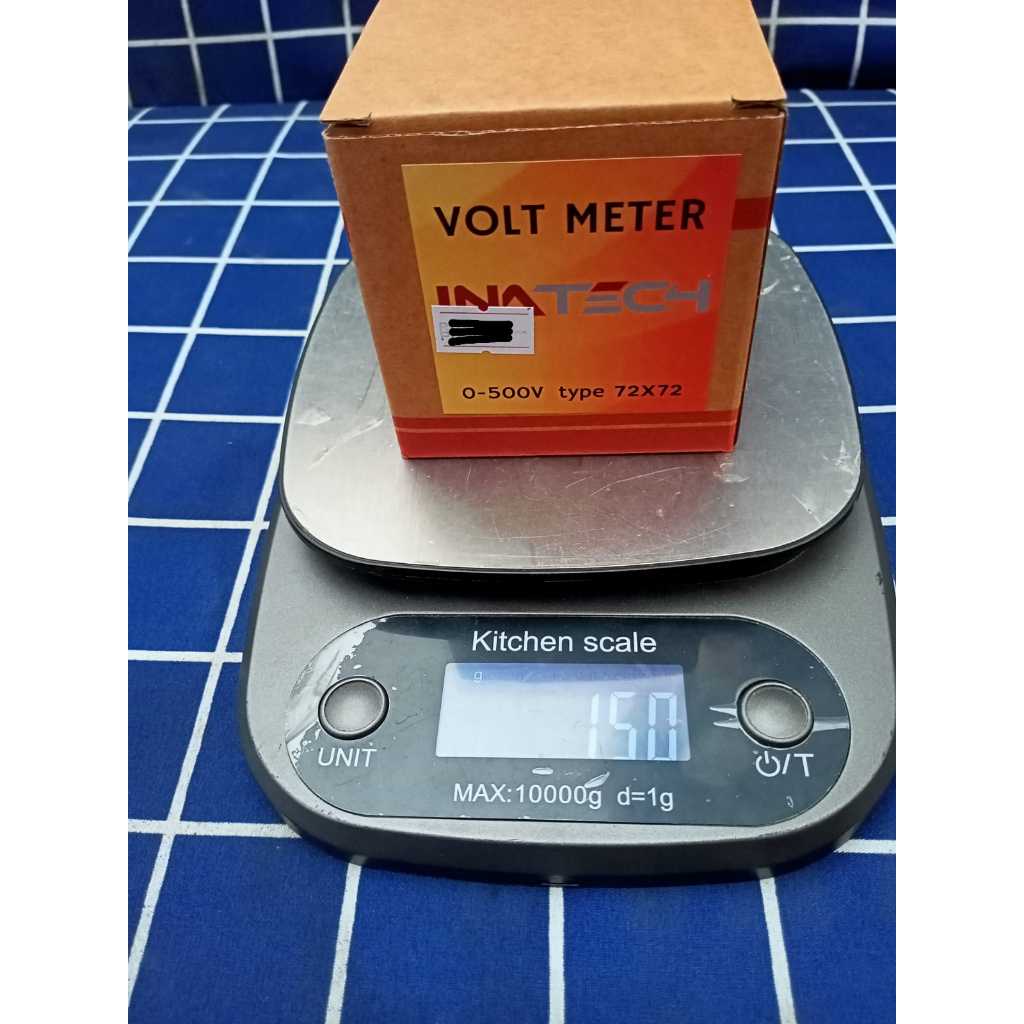 VOLT METER
INATECH
0-500V type 72X72
Kitchen scale
g
150
UNIT
⏻/T
MAX:10000g d=1g